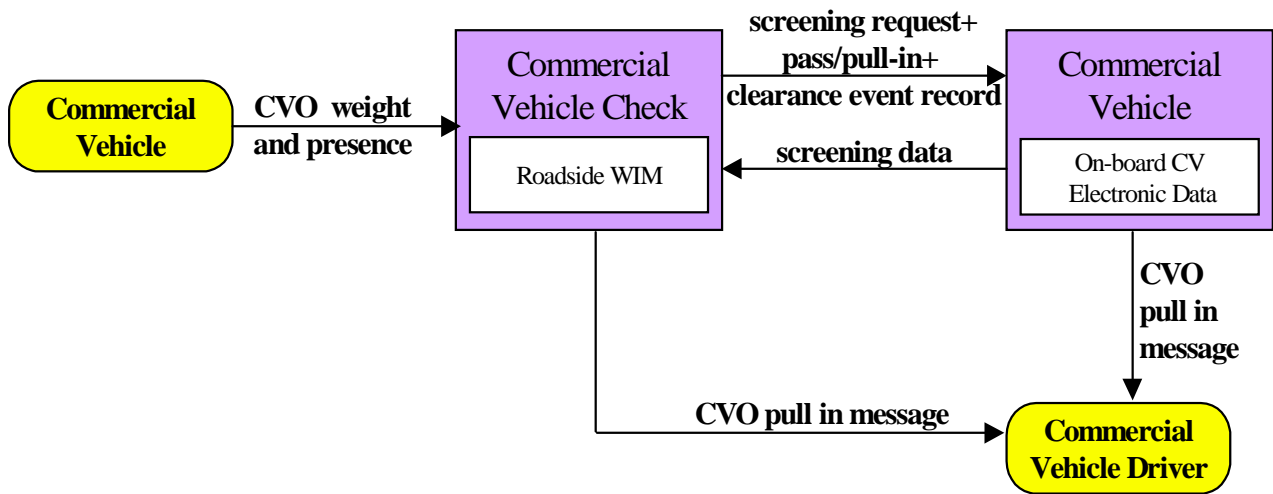 Commercial
Vehicle
CVO weight
and presence
Commercial
Vehicle Check
Roadside WIM
screening request+
pass/pull-in+
clearance event record
screening data
Commercial
Vehicle
On-board CV
Electronic Data
CVO
pull in
message
CVO pull in message
Commercial
Vehicle Driver